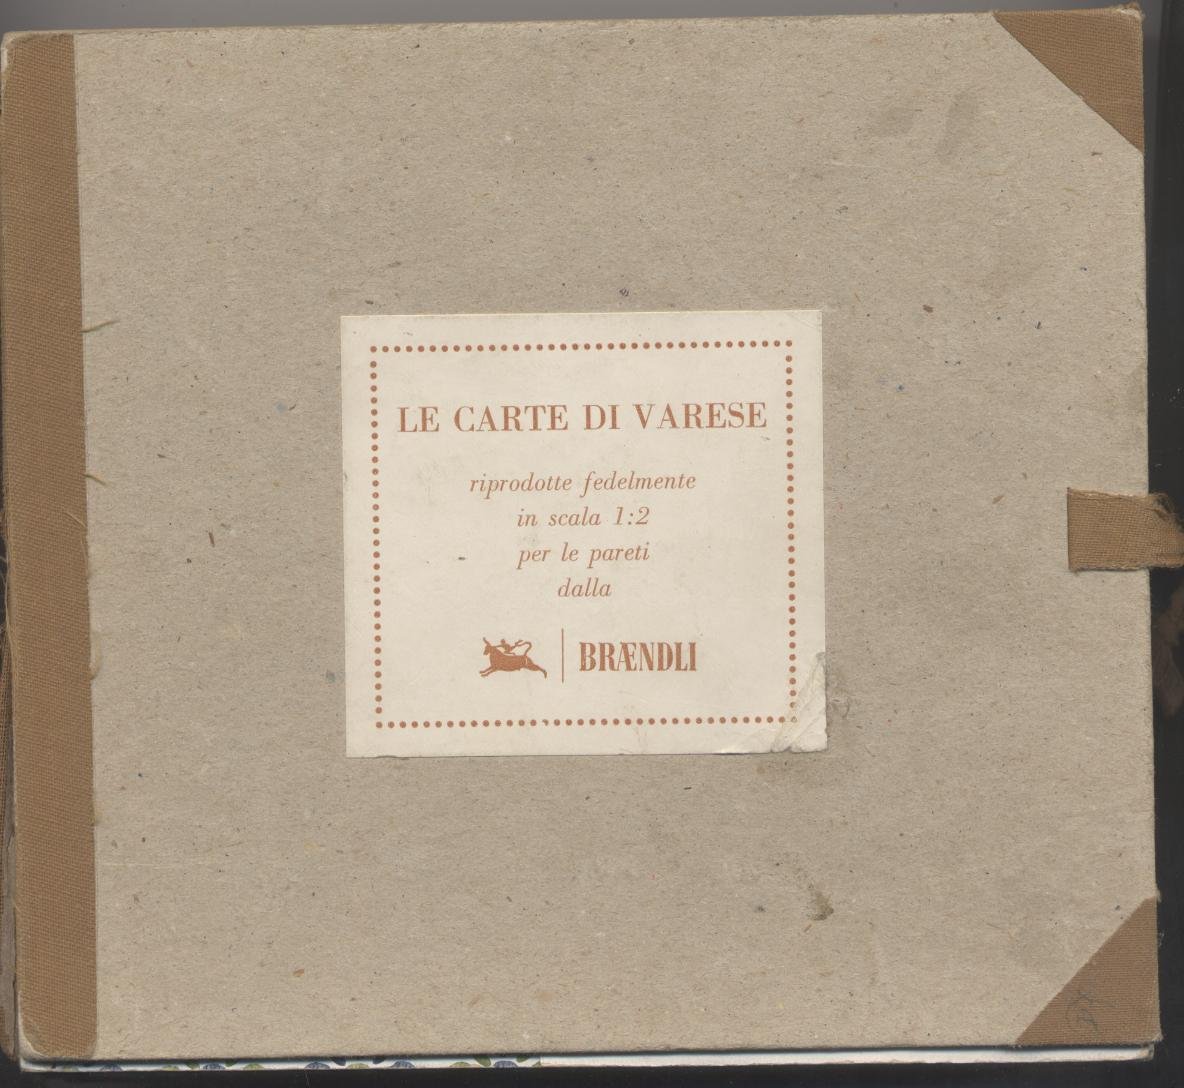 LE CARTE DI VARESE
riprodotte fedelmente
in scala 1:2
per le pareti
dalla
BRÆNDLI